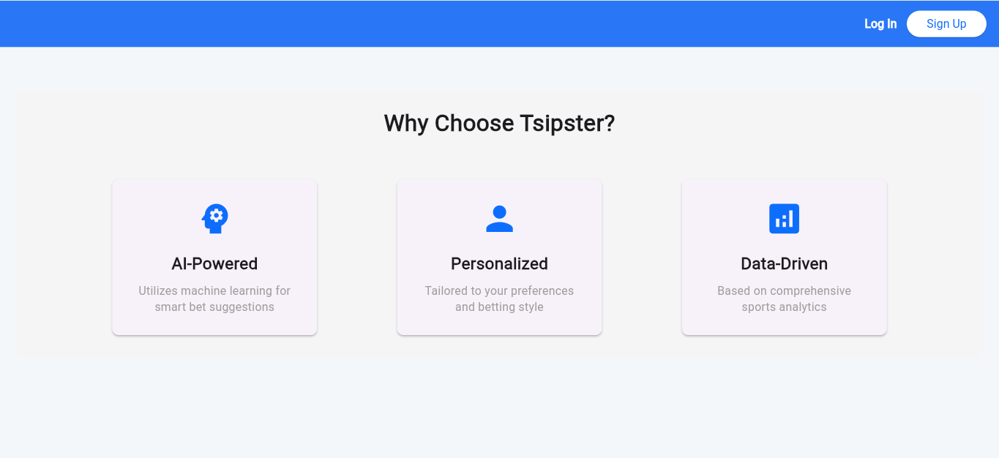 Log In
Sign Up
Why Choose Tsipster?
AI-Powered
Utilizes machine learning for
smart bet suggestions
Personalized
Tailored to your preferences
and betting style
Data-Driven
Based on comprehensive
sports analytics